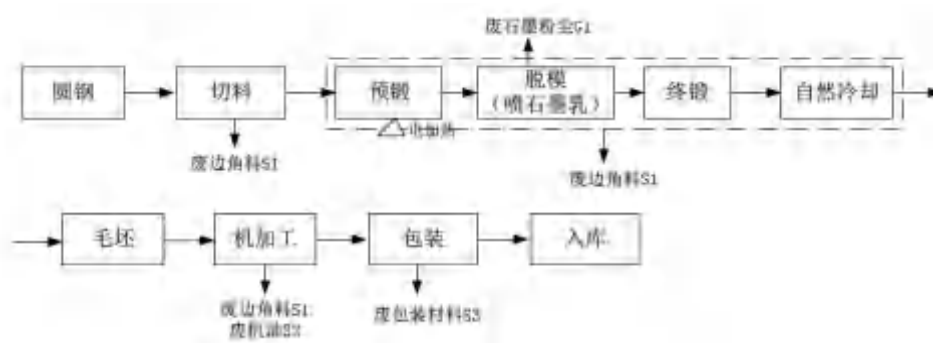 废石墨粉尘G1
圆钢
切料
预锻
脱模
（喷石墨乳）
终锻
自然冷却
电加热
废边角料S1
废边角料S1
毛坯
机加工
包装
入库
废边角料S1
废机油S2
废包装材料S3